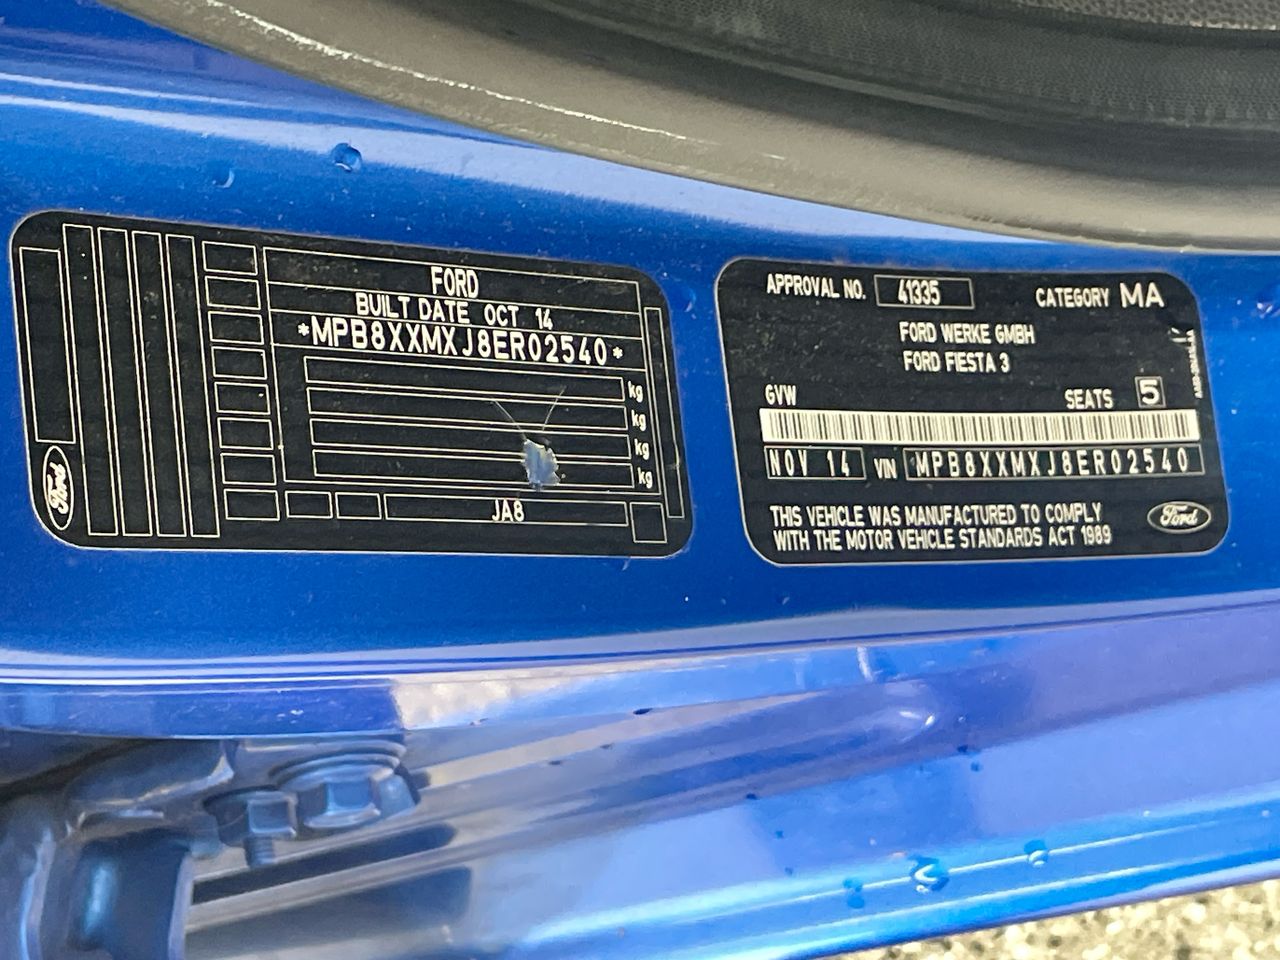 FORD
BUILT DATE OCT 14
*MPB8XXMXJ8ER02540*
kg
kg
kg
kg
JA8
Ford
APPROVAL NO. 41335 CATEGORY MA
FORD WERKE GMBH
FORD FIESTA 3
GVW SEATS 5
NOV 14 VIN MPB8XXMXJ8ER02540
THIS VEHICLE WAS MANUFACTURED TO COMPLY
WITH THE MOTOR VEHICLE STANDARDS ACT 1989
Ford